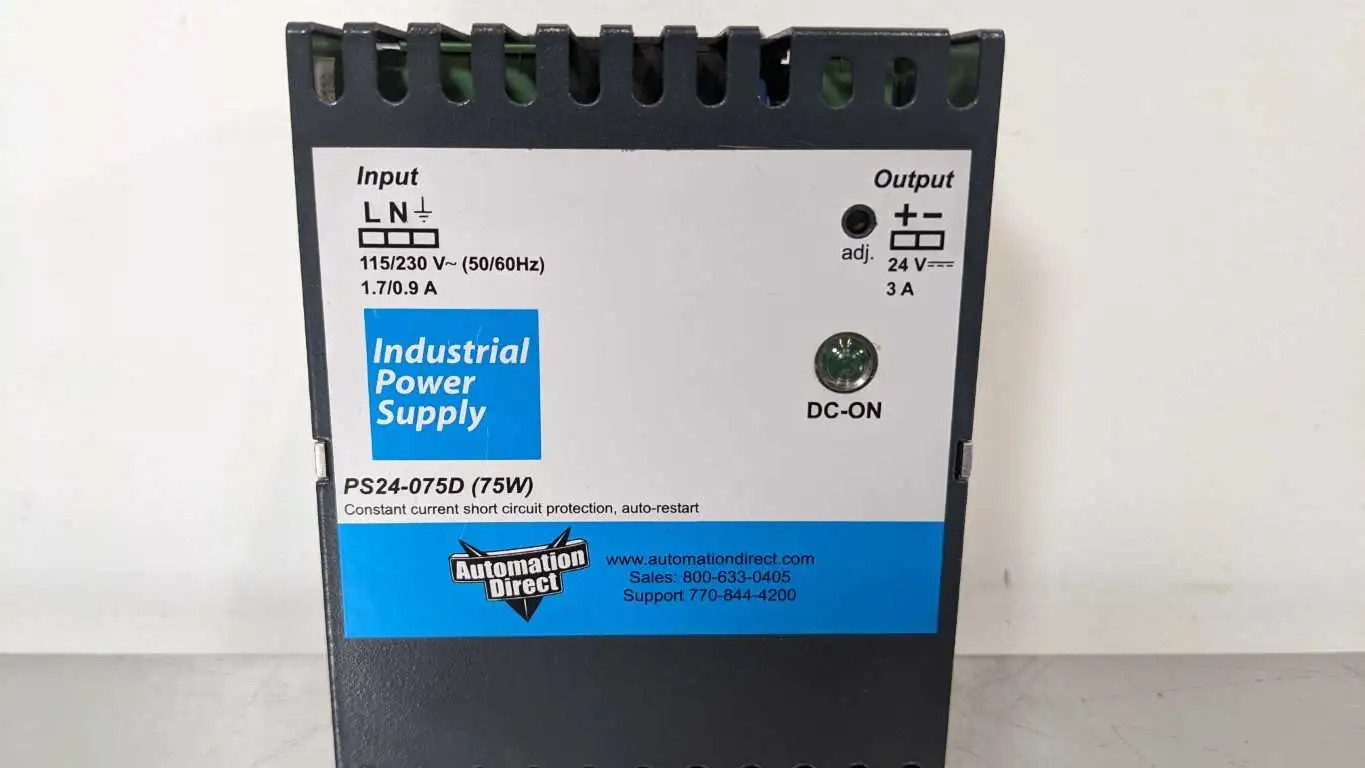 Input
L N ⏚
115/230 V~ (50/60Hz)
1.7/0.9 A
Output
+ −
adj.
24 V⎓
3 A
Industrial
Power
Supply
DC-ON
PS24-075D (75W)
Constant current short circuit protection, auto-restart
Automation
Direct
www.automationdirect.com
Sales: 800-633-0405
Support 770-844-4200